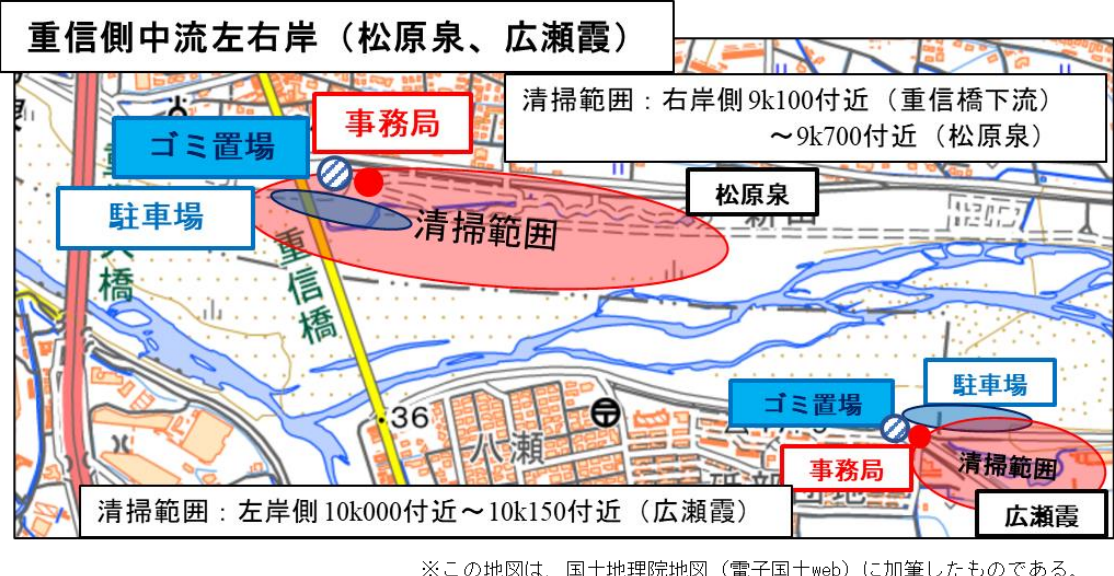 重信側中流左右岸（松原泉、広瀬霞）
清掃範囲：右岸側9k100付近（重信橋下流）
～9k700付近（松原泉）
事務局
ゴミ置場
駐車場
松原泉
清掃範囲
大橋
重信橋
36
八瀬
駐車場
ゴミ置場
事務局
清掃範囲
広瀬霞
清掃範囲：左岸側10k000付近～10k150付近（広瀬霞）
※この地図は、国土地理院地図（電子国土web）に加筆したものである。